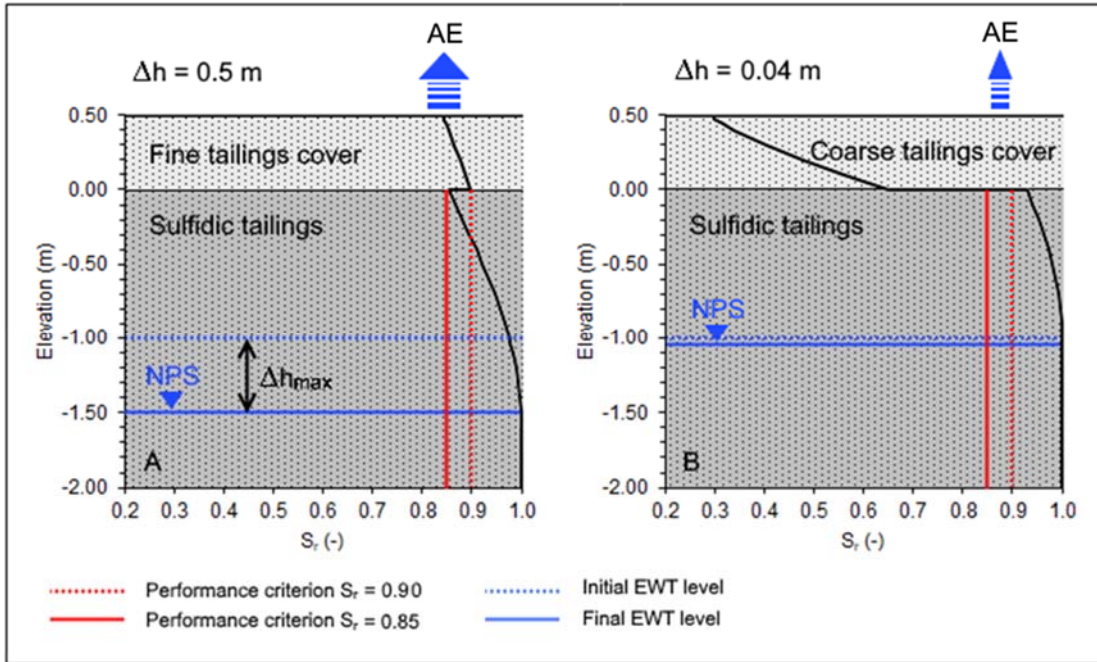 AE
Δh = 0.5 m
0.50
0.00
-0.50
-1.00
-1.50
-2.00
Elevation (m)
Fine tailings cover
Sulfidic tailings
NPS
Δhmax
A
0.2 0.3 0.4 0.5 0.6 0.7 0.8 0.9 1.0
Sr (-)
AE
Δh = 0.04 m
0.50
0.00
-0.50
-1.00
-1.50
-2.00
Elevation (m)
Coarse tailings cover
Sulfidic tailings
NPS
B
0.2 0.3 0.4 0.5 0.6 0.7 0.8 0.9 1.0
Sr (-)
Performance criterion Sr = 0.90
Performance criterion Sr = 0.85
Initial EWT level
Final EWT level